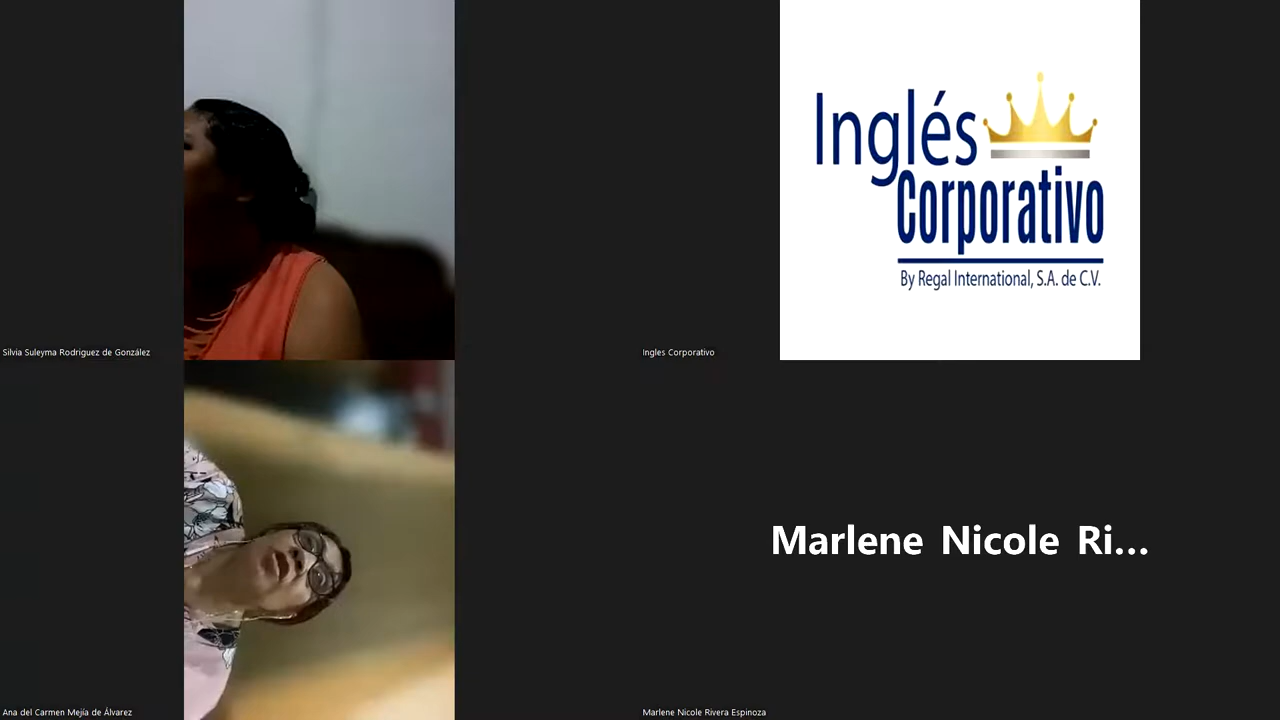 Inglés
Corporativo
By Regal International, S.A. de C.V.
Silvia Suleyma Rodriguez de González
Ingles Corporativo
Marlene Nicole Ri...
Ana del Carmen Mejía de Álvarez
Marlene Nicole Rivera Espinoza